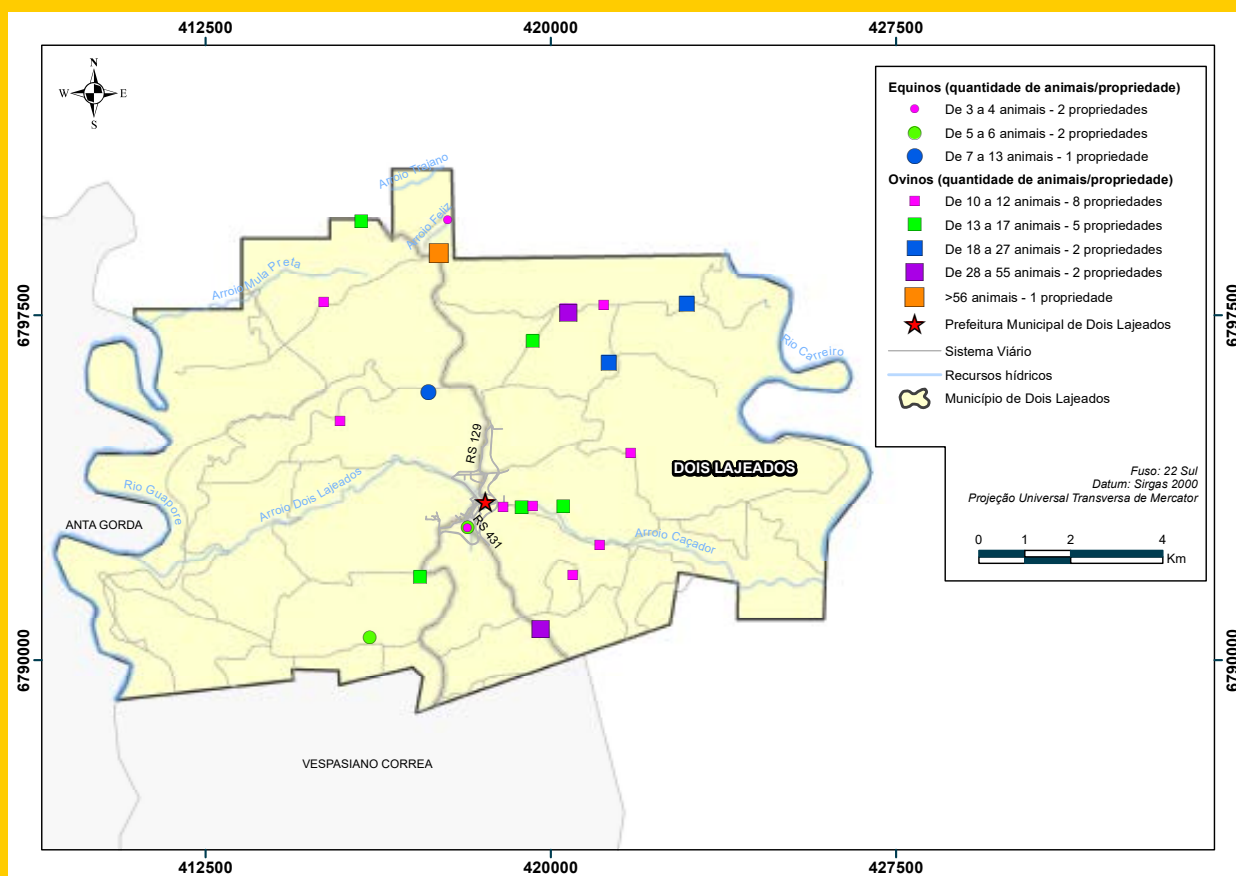 412500
420000
427500
N
W E
S
6797500
6797500
6790000
6790000
Equinos (quantidade de animais/propriedade)
De 3 a 4 animais - 2 propriedades
De 5 a 6 animais - 2 propriedades
De 7 a 13 animais - 1 propriedade
Ovinos (quantidade de animais/propriedade)
De 10 a 12 animais - 8 propriedades
De 13 a 17 animais - 5 propriedades
De 18 a 27 animais - 2 propriedades
De 28 a 55 animais - 2 propriedades
>56 animais - 1 propriedade
Prefeitura Municipal de Dois Lajeados
Sistema Viário
Recursos hídricos
Município de Dois Lajeados
Fuso: 22 Sul
Datum: Sirgas 2000
Projeção Universal Transversa de Mercator
0 1 2 4
Km
Arroio Traiano
Arroio Feliz
Arroio Mula Preta
Rio Carreiro
RS 129
DOIS LAJEADOS
Rio Guaporé
Arroio Dois Lajeados
ANTA GORDA
RS 431
Arroio Caçador
VESPASIANO CORREA
412500
420000
427500